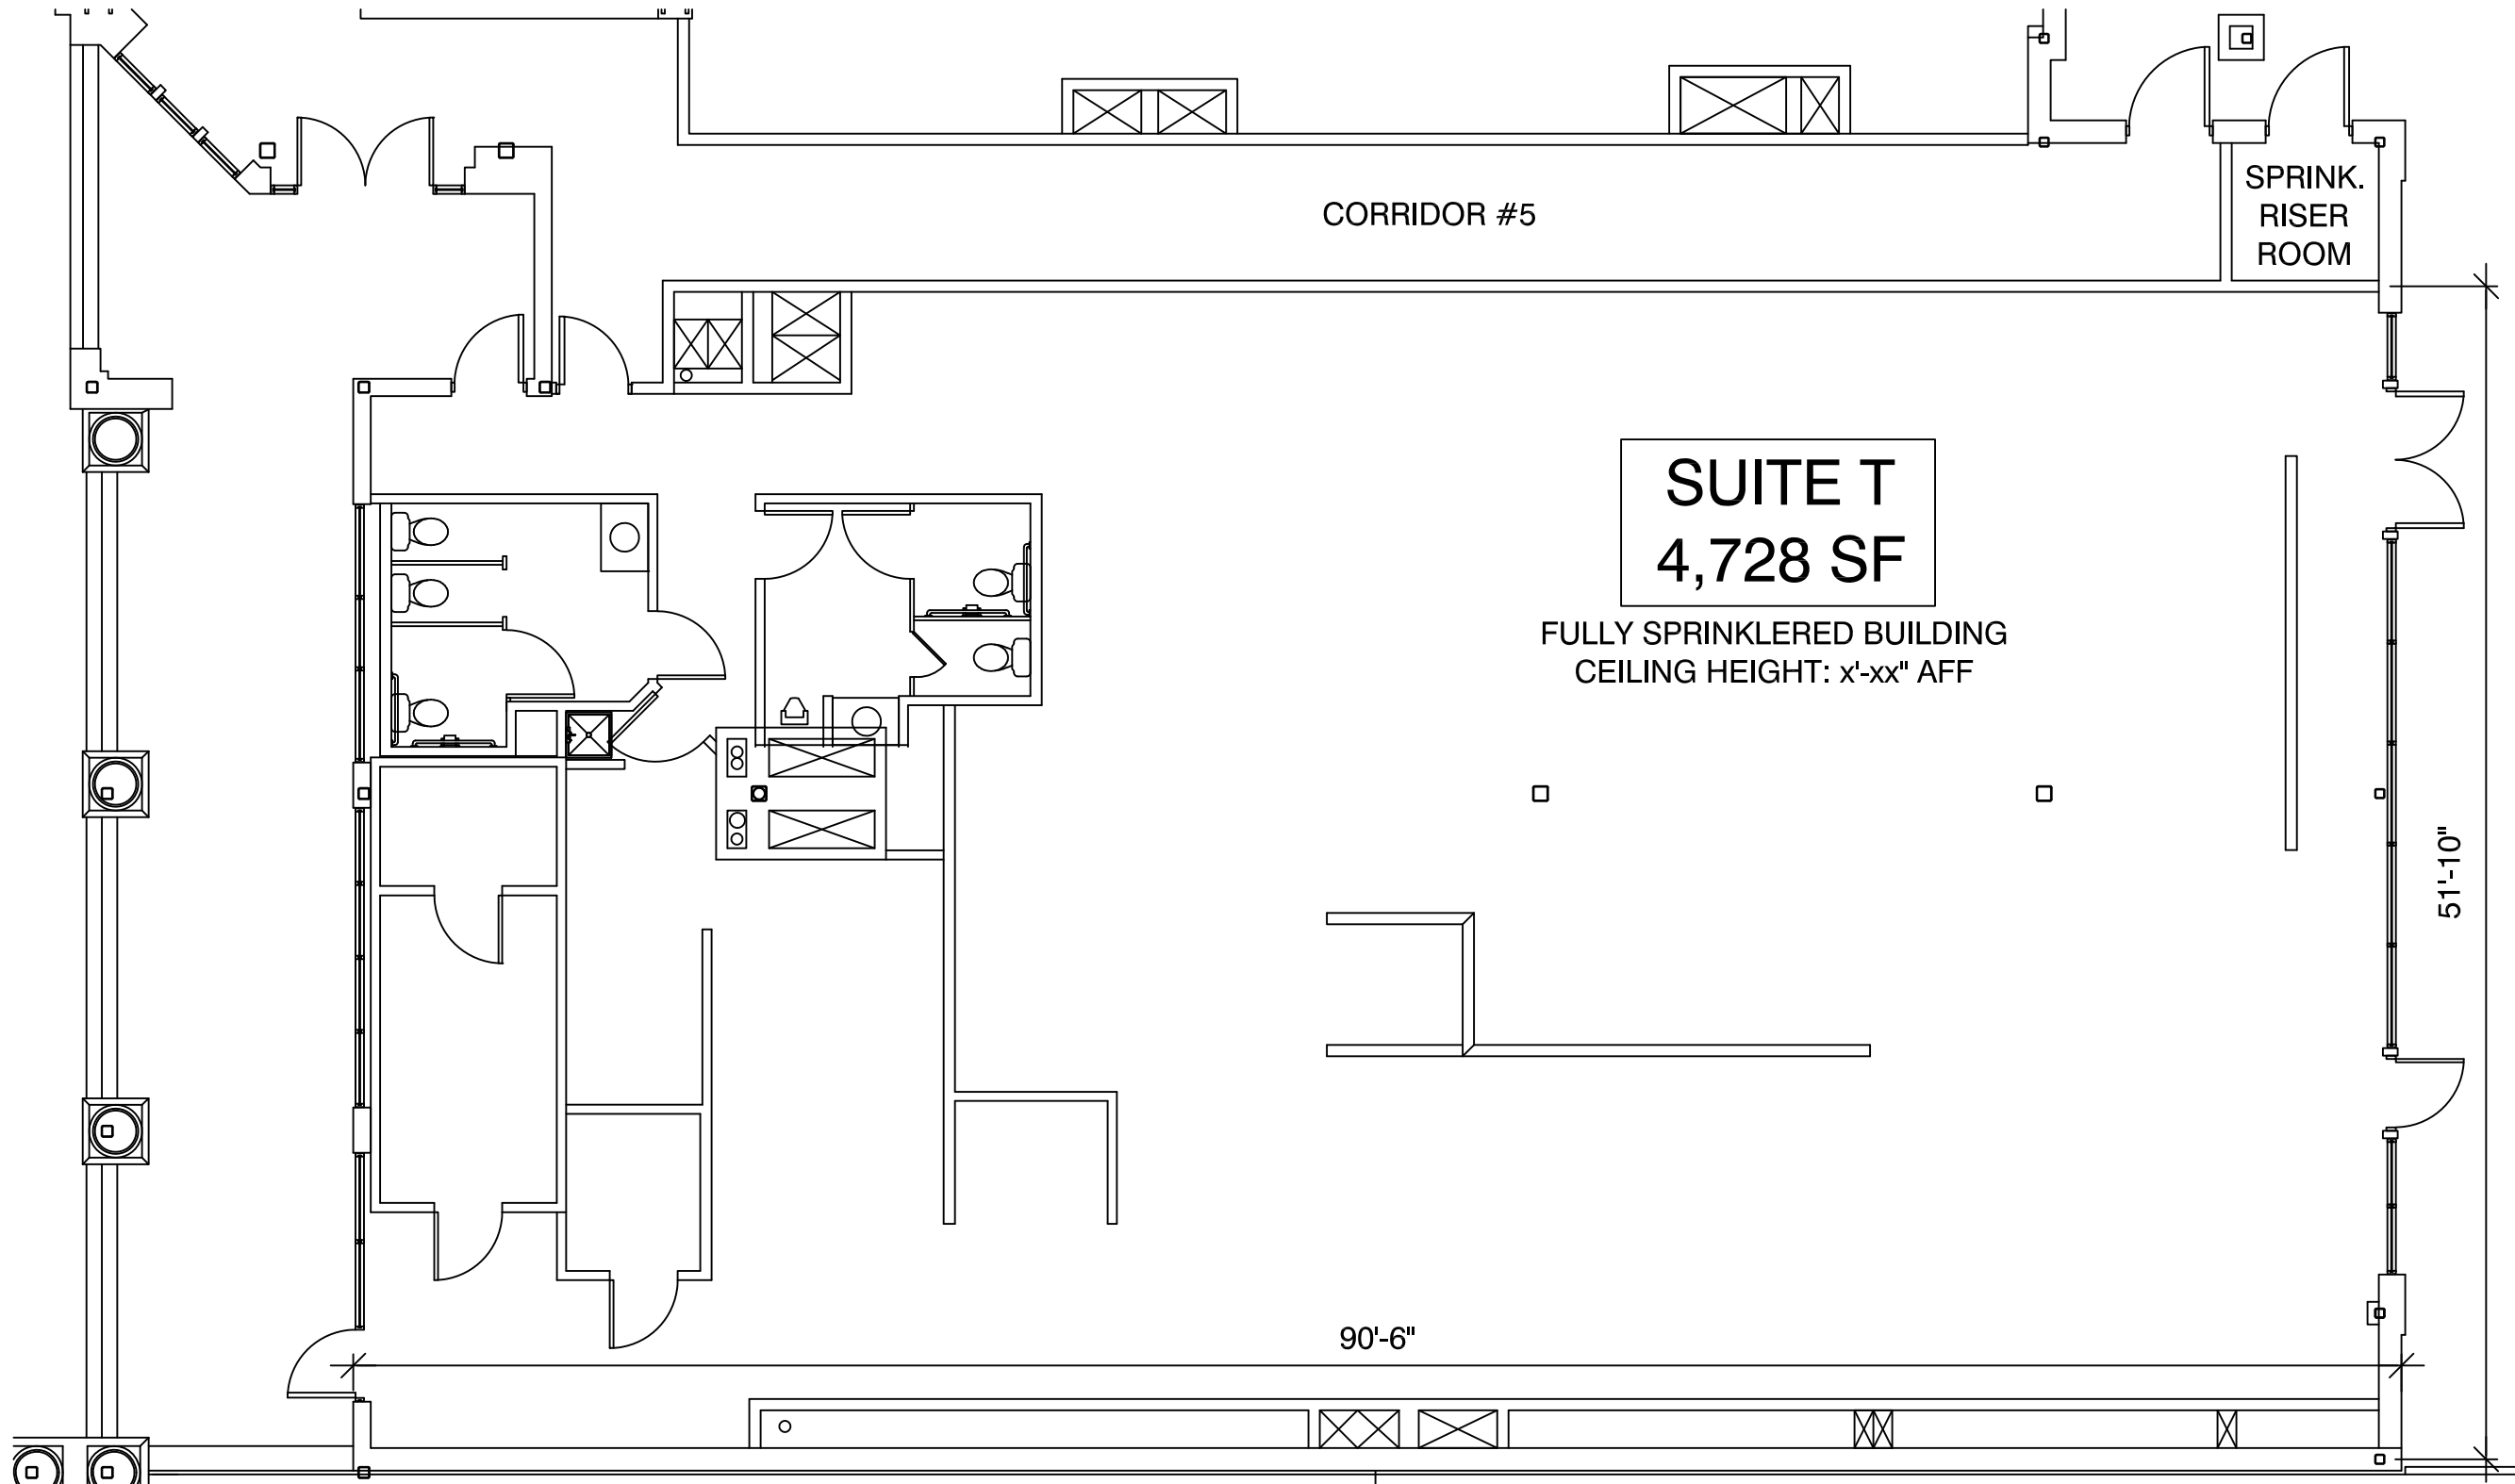 CORRIDOR #5
SPRINK.
RISER
ROOM
SUITE T
4,728 SF
FULLY SPRINKLERED BUILDING
CEILING HEIGHT: x'-xx" AFF
51'-10"
90'-6"